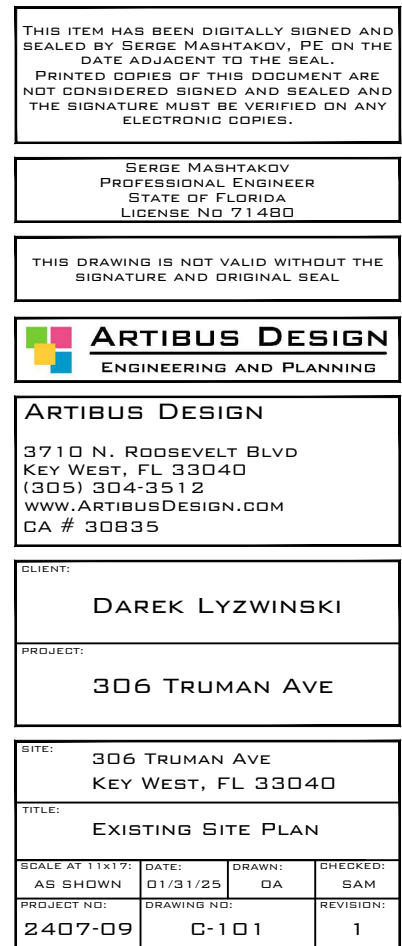 THIS ITEM HAS BEEN DIGITALLY SIGNED AND
SEALED BY SERGE MASHTAKOV, PE ON THE
DATE ADJACENT TO THE SEAL.
PRINTED COPIES OF THIS DOCUMENT ARE
NOT CONSIDERED SIGNED AND SEALED AND
THE SIGNATURE MUST BE VERIFIED ON ANY
ELECTRONIC COPIES.
SERGE MASHTAKOV
PROFESSIONAL ENGINEER
STATE OF FLORIDA
LICENSE NO 71480
THIS DRAWING IS NOT VALID WITHOUT THE
SIGNATURE AND ORIGINAL SEAL
ARTIBUS DESIGN
ENGINEERING AND PLANNING
ARTIBUS DESIGN
3710 N. ROOSEVELT BLVD
KEY WEST, FL 33040
(305) 304-3512
WWW.ARTIBUSDESIGN.COM
CA # 30835
CLIENT:
DAREK LYZWINSKI
PROJECT:
306 TRUMAN AVE
SITE:
306 TRUMAN AVE
KEY WEST, FL 33040
TITLE:
EXISTING SITE PLAN
SCALE AT 11X17: DATE: DRAWN: CHECKED:
AS SHOWN 01/31/25 OA SAM
PROJECT NO: DRAWING NO: REVISION:
2407-09 C-101 1